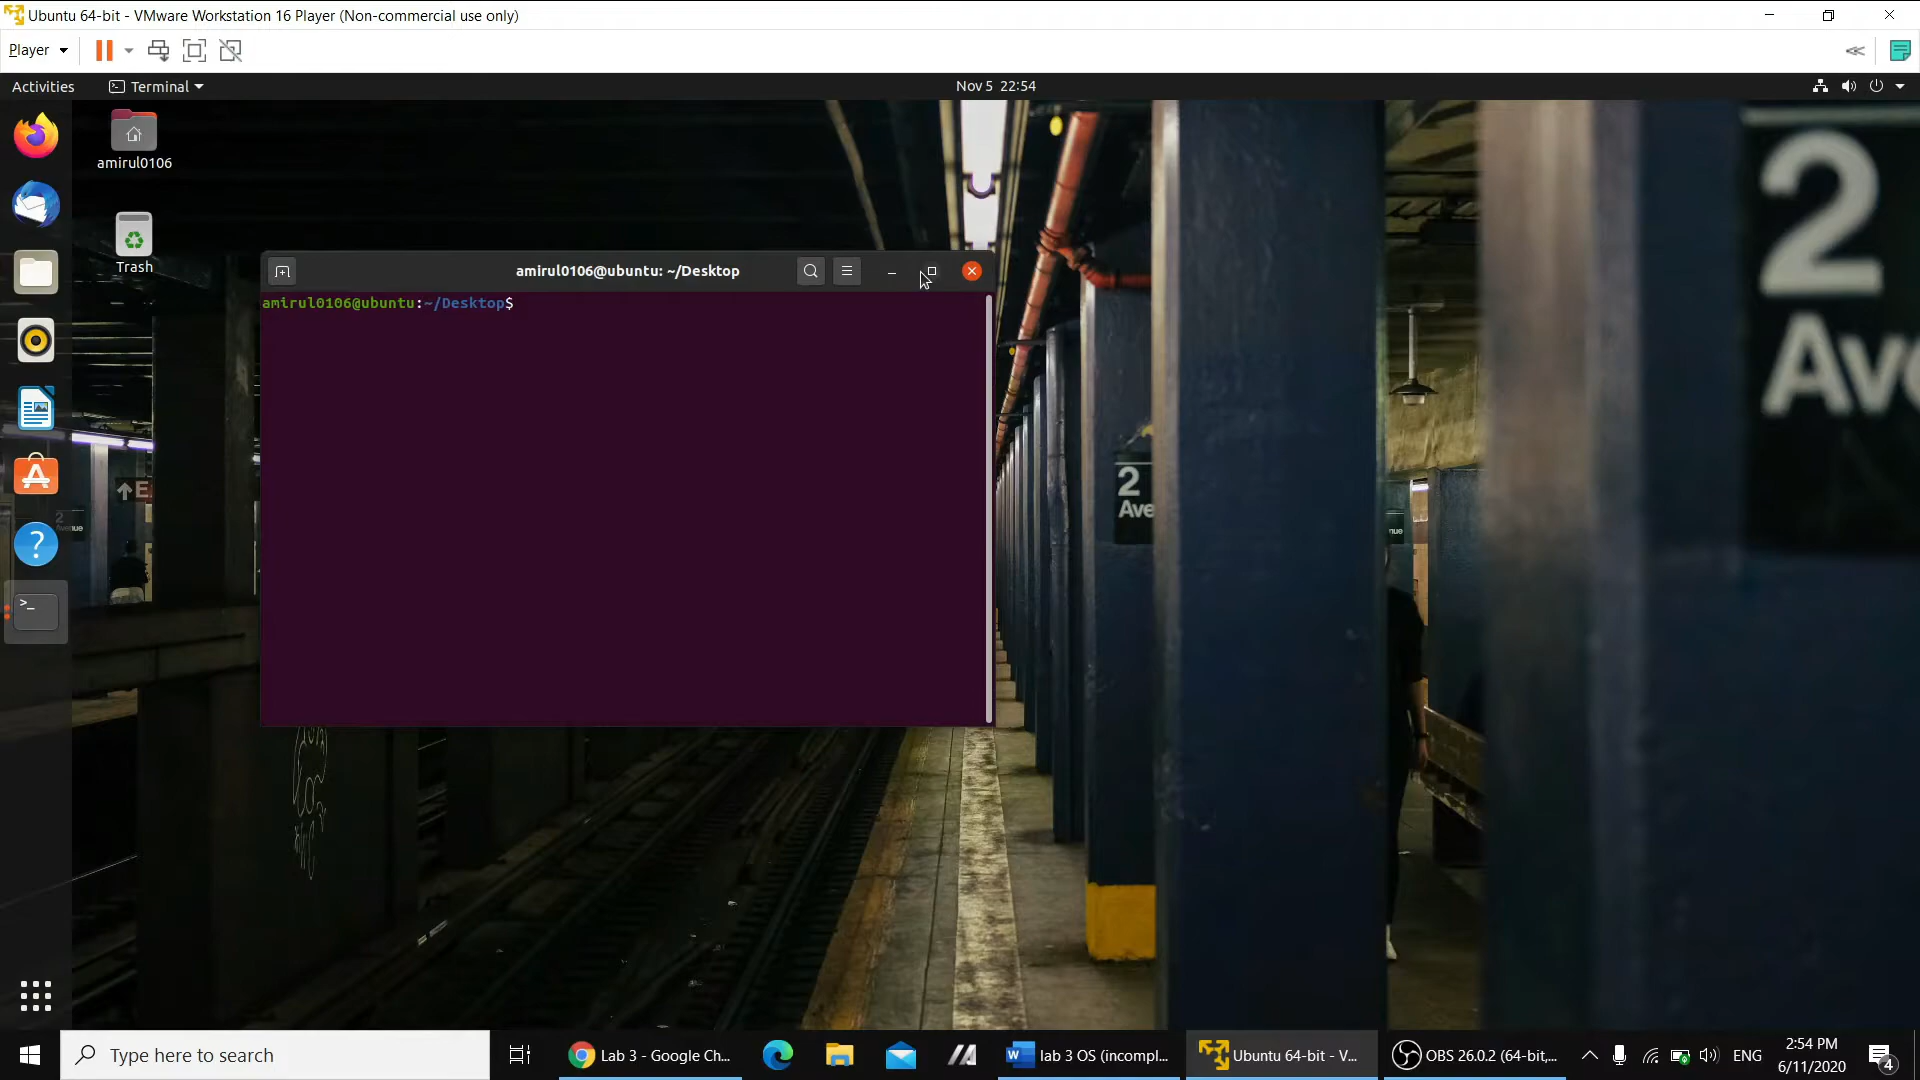 Ubuntu 64-bit - VMware Workstation 16 Player (Non-commercial use only)
Player
Activities
Terminal
Nov 5 22:54
amirul0106
Trash
amirul0106@ubuntu: ~/Desktop
amirul0106@ubuntu:~/Desktop$
2
Ave
2
Ave
E
2
Type here to search
Lab 3 - Google Ch...
lab 3 OS (incompl...
Ubuntu 64-bit - V...
OBS 26.0.2 (64-bit,...
ENG
2:54 PM
6/11/2020
4